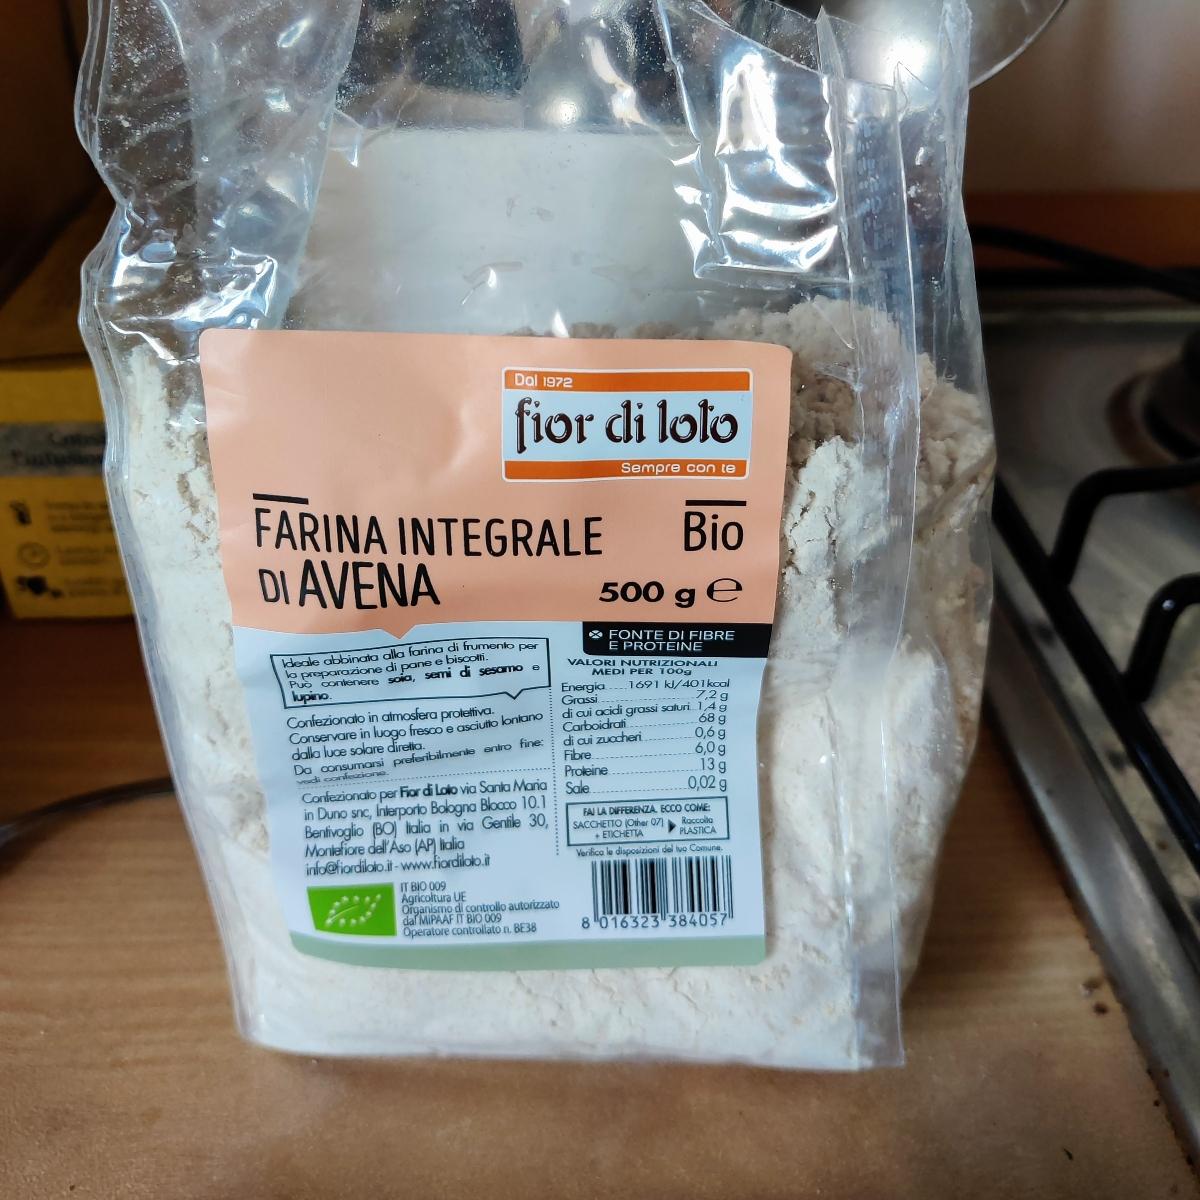 Dal 1972
fior di loto
Sempre con te
FARINA INTEGRALE
DI AVENA
Bio
500 g e
FONTE DI FIBRE
E PROTEINE
Ideale abbinata alla farina di frumento per
la preparazione di pane e biscotti.
Può contenere soia, semi di sesamo e
lupino.
Confezionato in atmosfera protettiva.
Conservare in luogo fresco e asciutto lontano
dalla luce solare diretta.
Da consumarsi preferibilmente entro fine:
vedi confezione.
Confezionato per Fior di Loto via Santa Maria
in Duno snc, Interporto Bologna Blocco 10.1
Bentivoglio (BO) Italia in via Gentile 30,
Montefiore dell'Aso (AP) Italia
info@fiordiloto.it - www.fiordiloto.it
IT BIO 009
Agricoltura UE
Organismo di controllo autorizzato
dal MiPAAF IT BIO 009
Operatore controllato n. BE38
VALORI NUTRIZIONALI
MEDI PER 100g
Energia.....1691 kJ/401kcal
Grassi..........7,2 g
di cui acidi grassi saturi..1,4 g
Carboidrati..........68 g
di cui zuccheri..........0,6 g
Fibre..........6,0 g
Proteine..........13 g
Sale..........0,02 g
FAI LA DIFFERENZA. ECCO COME:
SACCHETTO (Other 07)
+ ETICHETTA
Raccolta
PLASTICA
Verifica le disposizioni del tuo Comune.
8 016323 384057